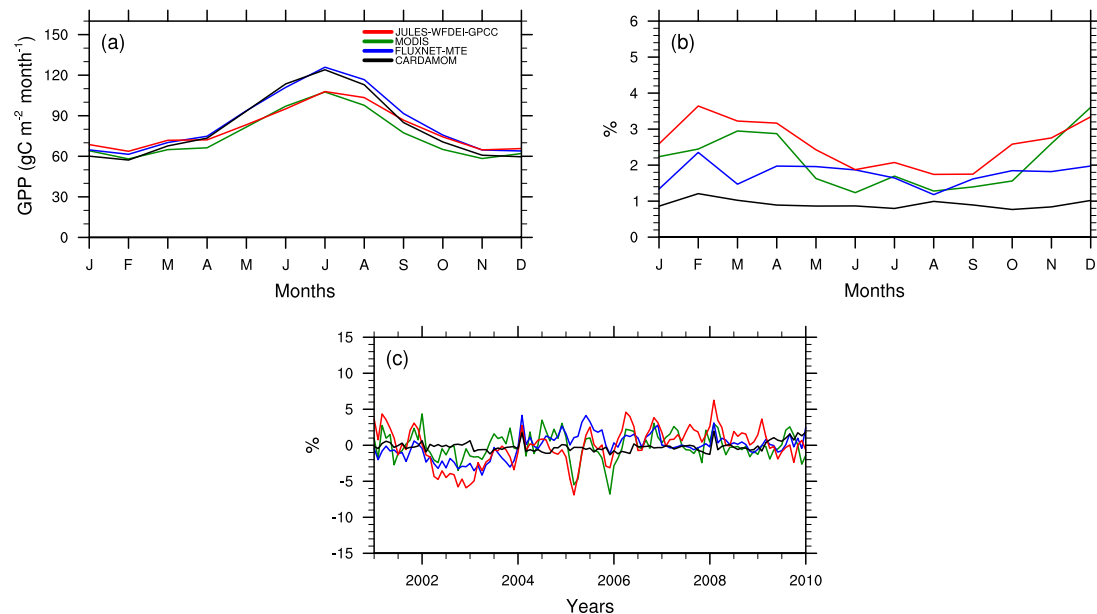 (a)
JULES-WFDEI-GPCC
MODIS
FLUXNET-MTE
CARDAMOM
GPP (gC m⁻² month⁻¹)
150
120
90
60
30
0
J F M A M J J A S O N D
Months
(b)
%
6
5
4
3
2
1
0
J F M A M J J A S O N D
Months
(c)
%
15
10
5
0
-5
-10
-15
2002 2004 2006 2008 2010
Years